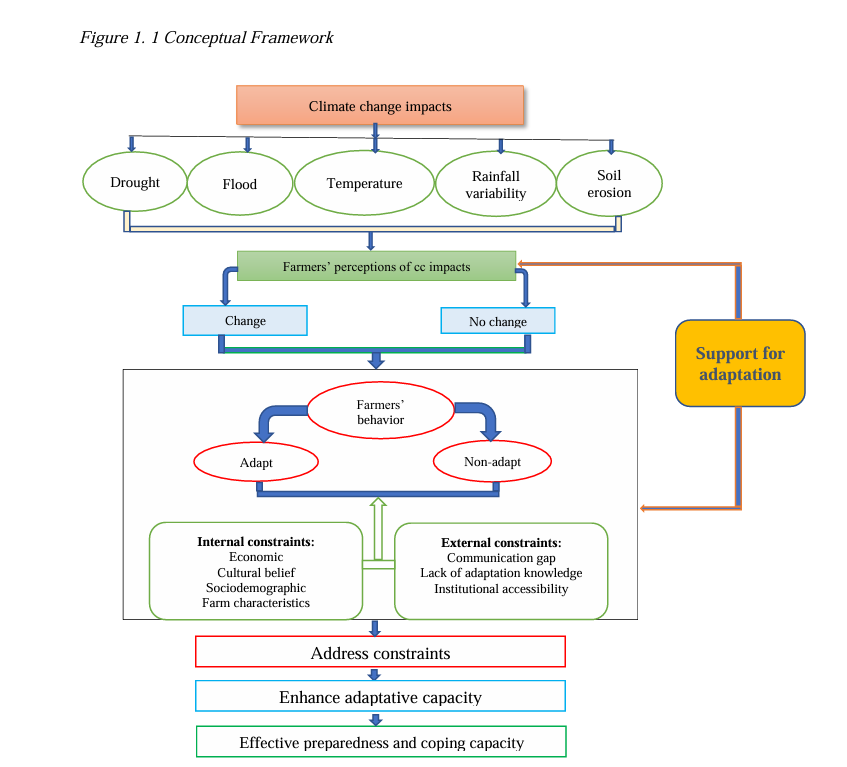 Figure 1. 1 Conceptual Framework
Climate change impacts
Drought
Flood
Temperature
Rainfall
variability
Soil
erosion
Farmers’ perceptions of cc impacts
Change
No change
Support for
adaptation
Farmers’
behavior
Adapt
Non-adapt
Internal constraints:
Economic
Cultural belief
Sociodemographic
Farm characteristics
External constraints:
Communication gap
Lack of adaptation knowledge
Institutional accessibility
Address constraints
Enhance adaptative capacity
Effective preparedness and coping capacity